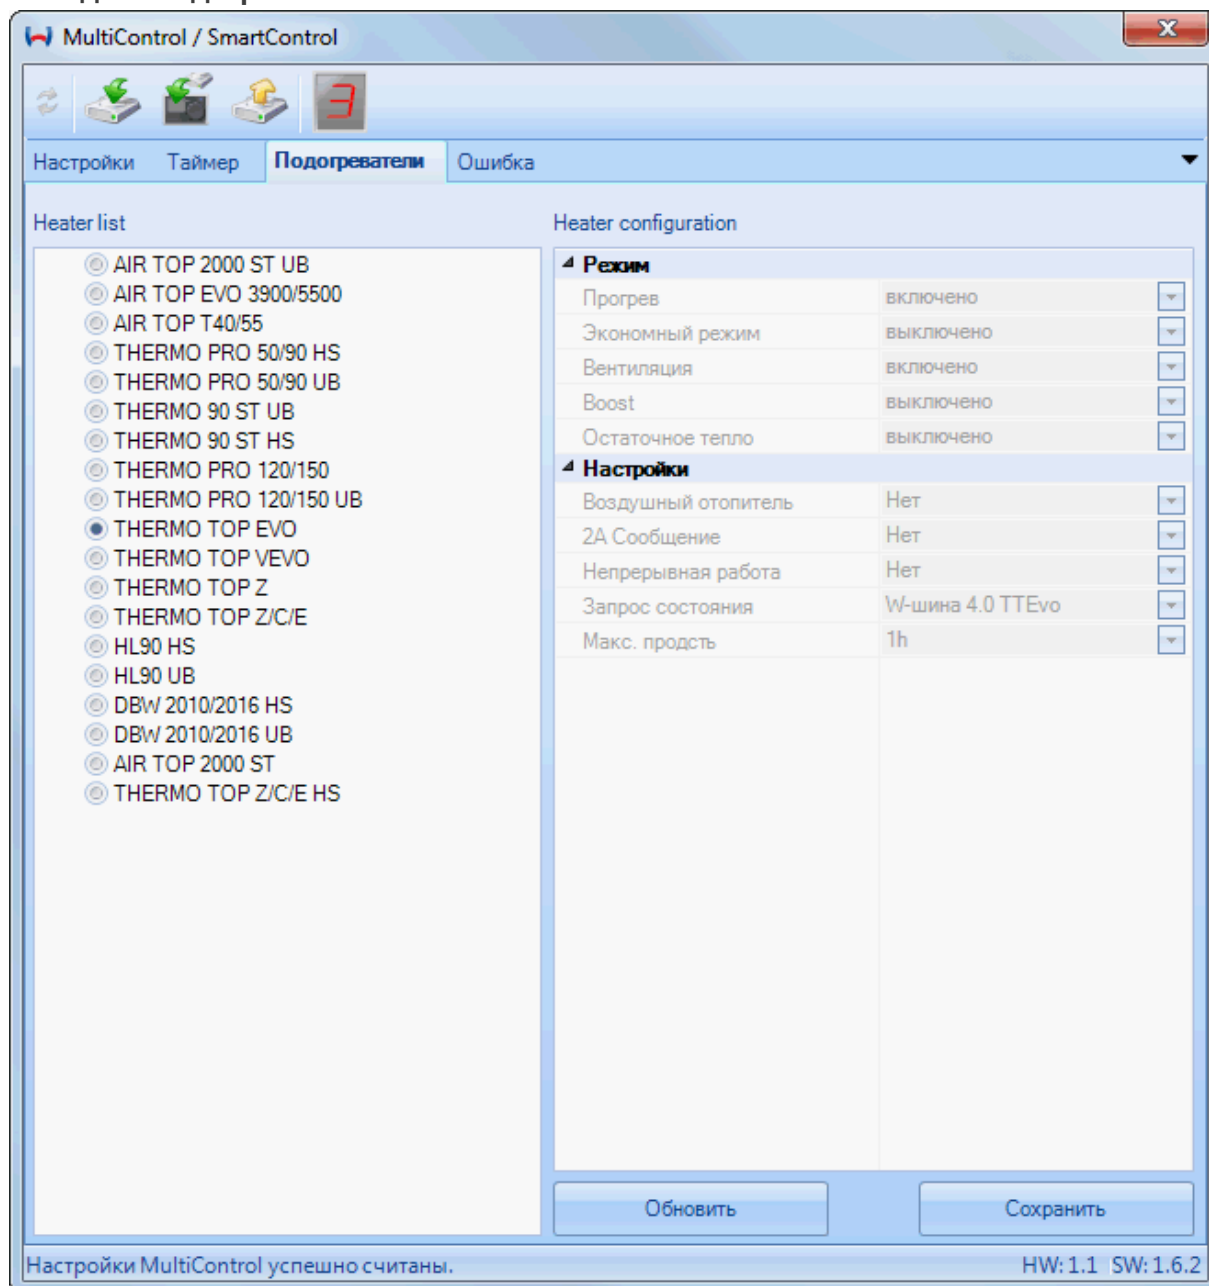 MultiControl / SmartControl
3
Настройки Таймер Подогреватели Ошибка
Heater list
AIR TOP 2000 ST UB
AIR TOP EVO 3900/5500
AIR TOP T40/55
THERMO PRO 50/90 HS
THERMO PRO 50/90 UB
THERMO 90 ST UB
THERMO 90 ST HS
THERMO PRO 120/150
THERMO PRO 120/150 UB
THERMO TOP EVO
THERMO TOP VEVO
THERMO TOP Z
THERMO TOP Z/C/E
HL90 HS
HL90 UB
DBW 2010/2016 HS
DBW 2010/2016 UB
AIR TOP 2000 ST
THERMO TOP Z/C/E HS
Heater configuration
Режим
Прогрев включено
Экономный режим выключено
Вентиляция включено
Boost выключено
Остаточное тепло выключено
Настройки
Воздушный отопитель Нет
2A Сообщение Нет
Непрерывная работа Нет
Запрос состояния W-шина 4.0 TTEvo
Макс. продсть 1h
Обновить Сохранить
Настройки MultiControl успешно считаны. HW: 1.1 SW: 1.6.2